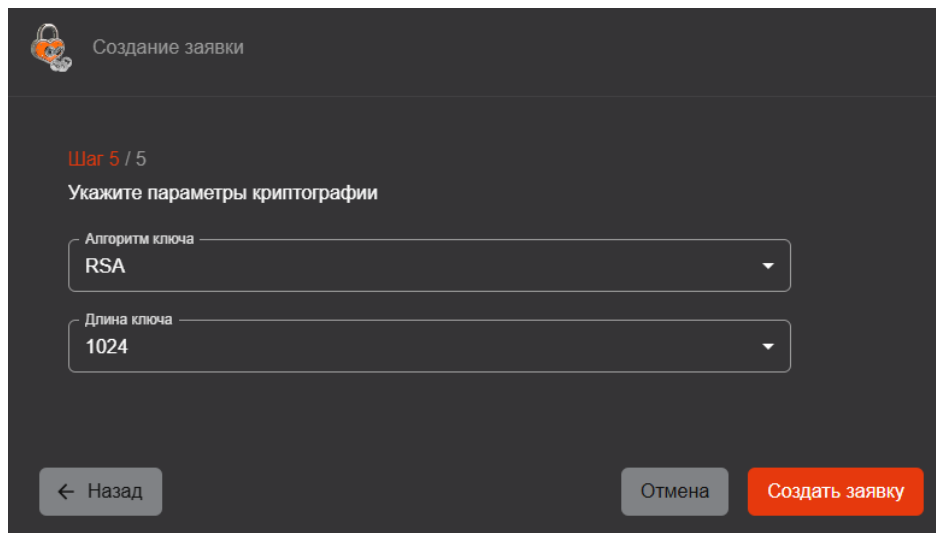 Создание заявки
Шаг 5 / 5
Укажите параметры криптографии
Алгоритм ключа
RSA
Длина ключа
1024
← Назад
Отмена
Создать заявку